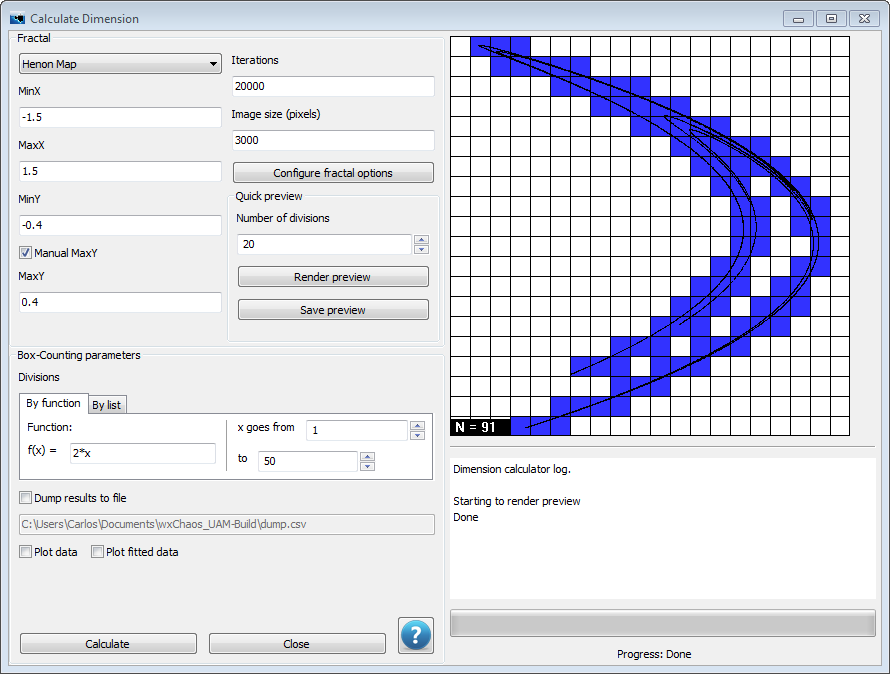 Calculate Dimension
Fractal
Henon Map
MinX
-1.5
MaxX
1.5
MinY
-0.4
Manual MaxY
MaxY
0.4
Iterations
20000
Image size (pixels)
3000
Configure fractal options
Quick preview
Number of divisions
20
Render preview
Save preview
Box-Counting parameters
Divisions
By function
By list
Function:
f(x) =
2*x
x goes from
1
to
50
Dump results to file
C:\Users\Carlos\Documents\wxChaos_UAM-Build\dump.csv
Plot data
Plot fitted data
Calculate
Close
?
N = 91
Dimension calculator log.
Starting to render preview
Done
Progress: Done